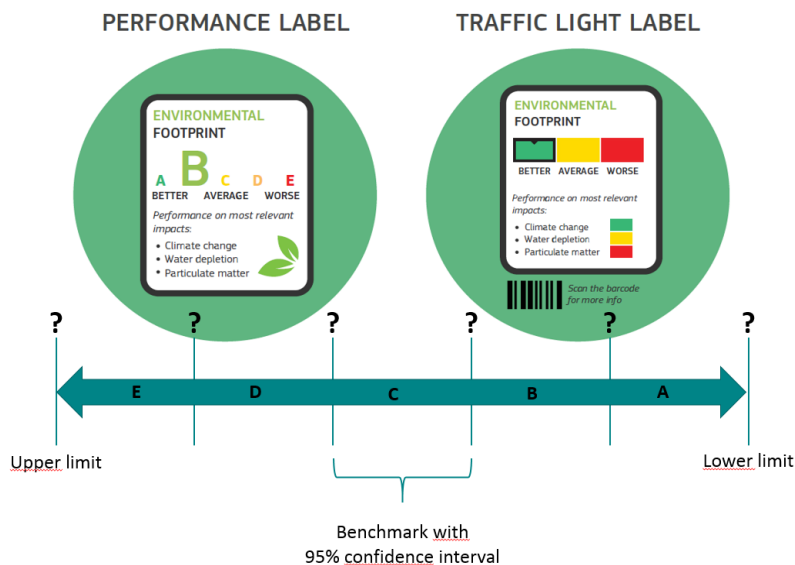 PERFORMANCE LABEL
TRAFFIC LIGHT LABEL
ENVIRONMENTAL
FOOTPRINT
A B C D E
BETTER AVERAGE WORSE
Performance on most relevant
impacts:
• Climate change
• Water depletion
• Particulate matter
ENVIRONMENTAL
FOOTPRINT
BETTER AVERAGE WORSE
Performance on most relevant
impacts:
• Climate change
• Water depletion
• Particulate matter
Scan the barcode
for more info
? ? ? ? ? ?
E D C B A
Upper limit
Lower limit
Benchmark with
95% confidence interval